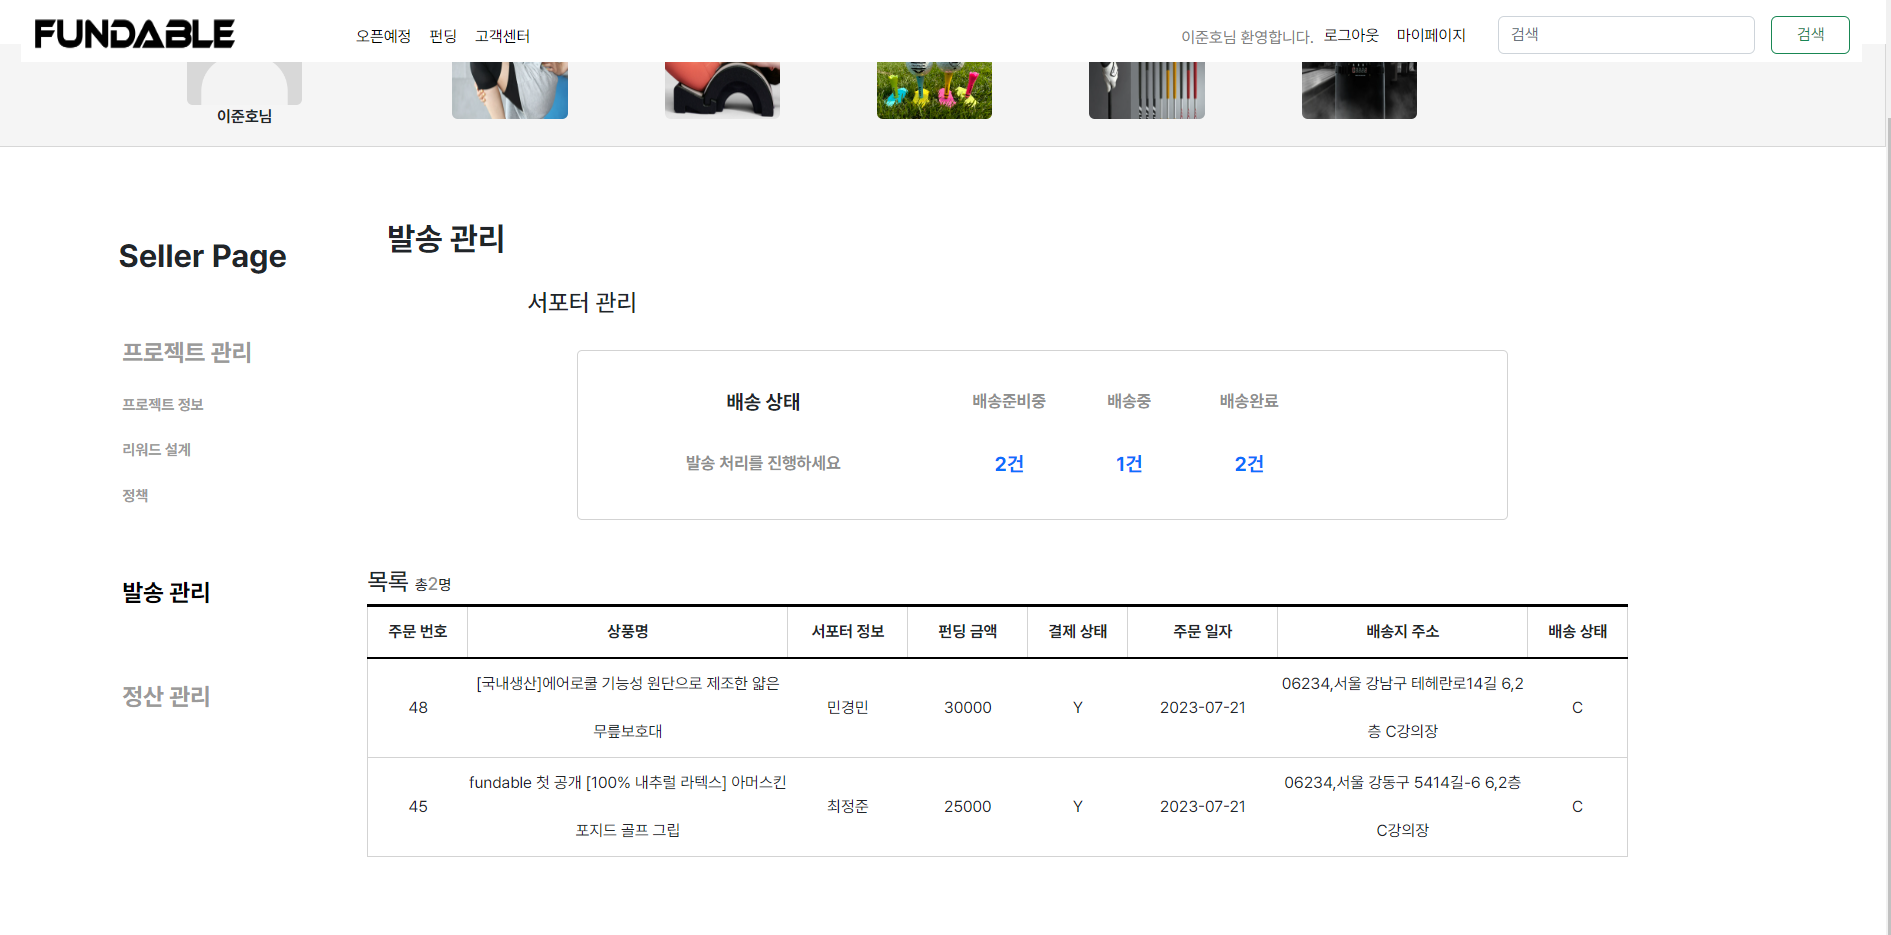 FUNDABLE
오픈예정 펀딩 고객센터
이준호님 환영합니다. 로그아웃 마이페이지
검색 검색
이준호님
Seller Page
프로젝트 관리
프로젝트 정보
리워드 설계
정책
발송 관리
정산 관리
발송 관리
서포터 관리
배송 상태 배송준비중 배송중 배송완료
발송 처리를 진행하세요 2건 1건 2건
목록 총2명
주문 번호 상품명 서포터 정보 펀딩 금액 결제 상태 주문 일자 배송지 주소 배송 상태
[국내생산]에어로쿨 기능성 원단으로 제조한 얇은 06234,서울 강남구 테헤란로14길 6,2
48 민경민 30000 Y 2023-07-21 C
무릎보호대 층 C강의장
fundable 첫 공개 [100% 내추럴 라텍스] 아머스킨 06234,서울 강동구 5414길-6 6,2층
45 최정준 25000 Y 2023-07-21 C
포지드 골프 그립 C강의장